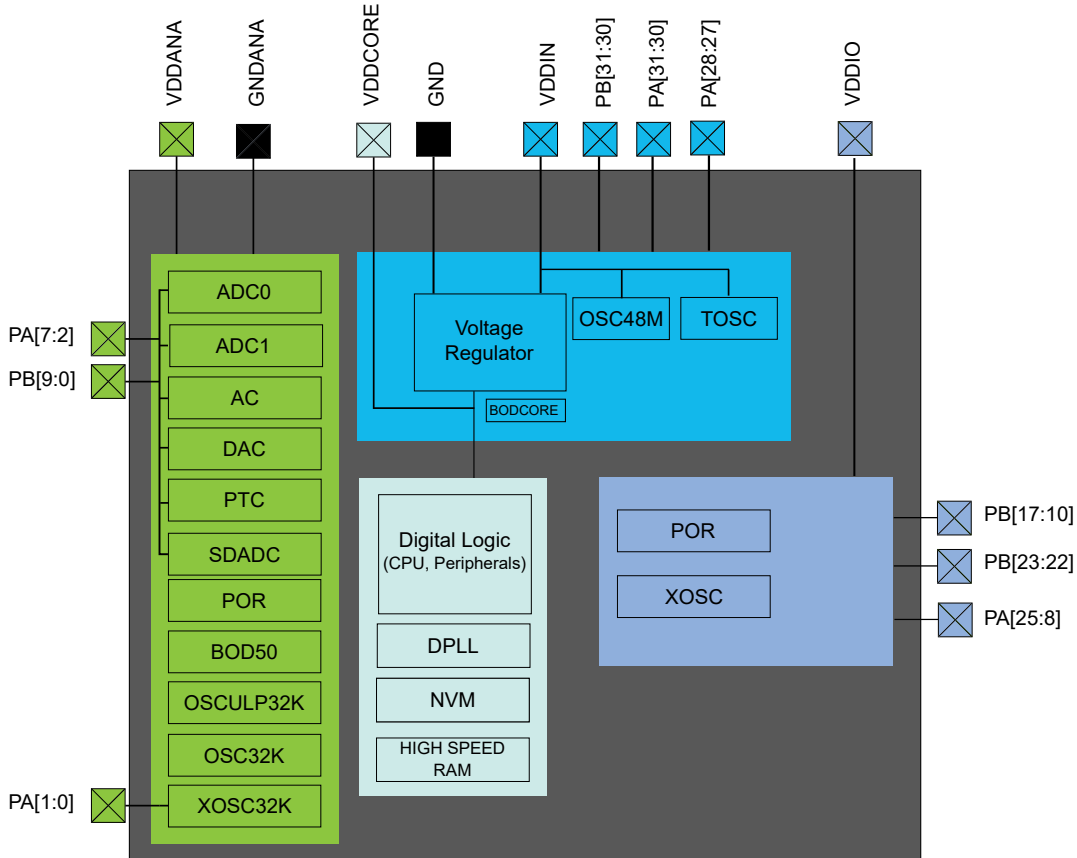 VDDANA
GNDANA
VDDCORE
GND
VDDIN
PB[31:30]
PA[31:30]
PA[28:27]
VDDIO
PA[7:2]
PB[9:0]
PA[1:0]
ADC0
ADC1
AC
DAC
PTC
SDADC
POR
BOD50
OSCULP32K
OSC32K
XOSC32K
Voltage
Regulator
OSC48M
TOSC
BODCORE
Digital Logic
(CPU, Peripherals)
DPLL
NVM
HIGH SPEED
RAM
POR
XOSC
PB[17:10]
PB[23:22]
PA[25:8]